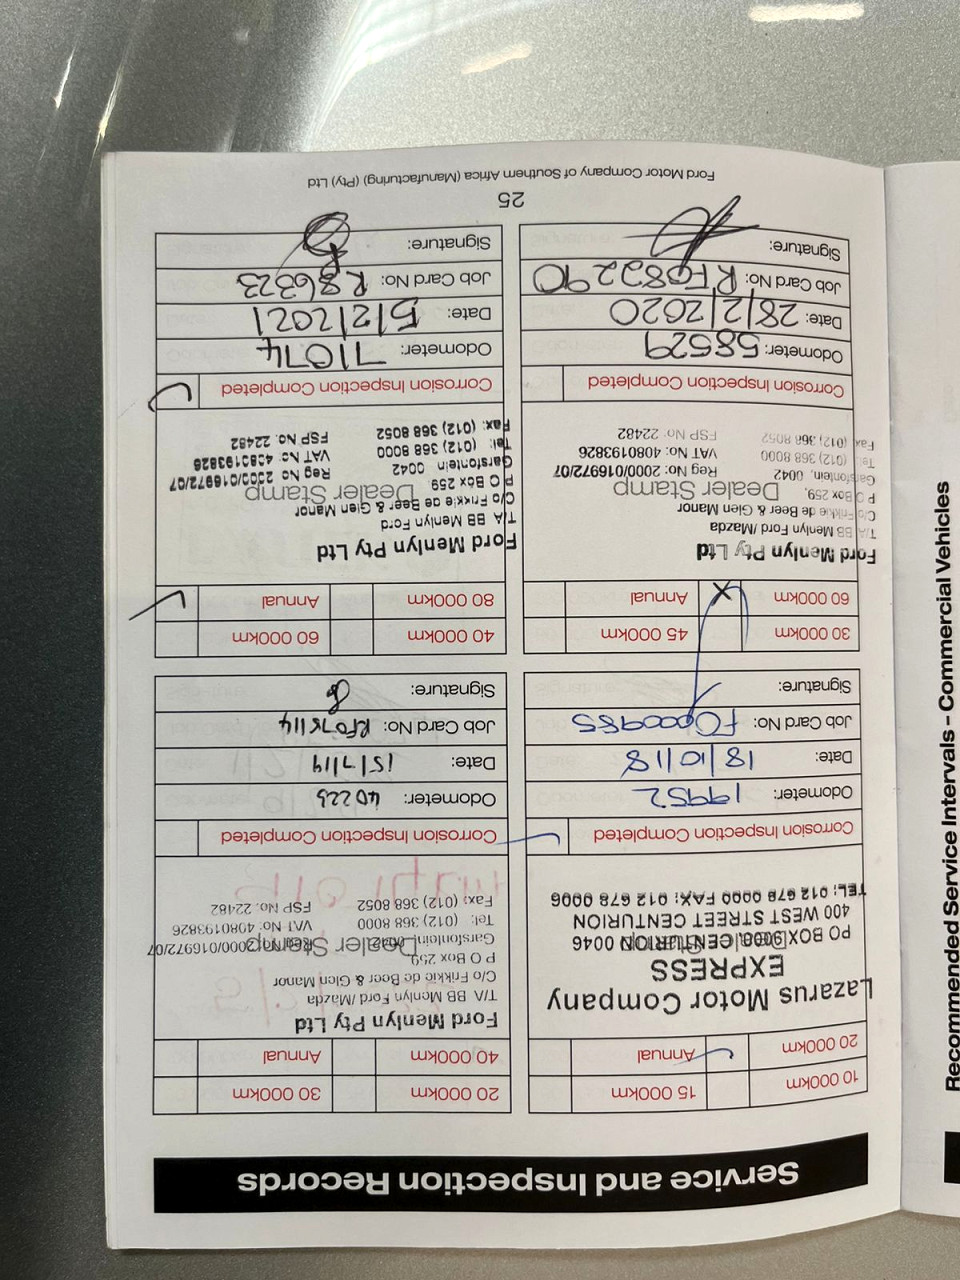 Service and Inspection Records
10 000km 15 000km
20 000km Annual
Lazarus Motor Company
EXPRESS
PO BOX 9008 CENTURION 0046
Dealer Stamp
400 WEST STREET CENTURION
TEL: 012 678 0000 FAX: 012 678 0006
Corrosion Inspection Completed
Odometer: 19952
Date: 18/10/18
Job Card No: FC000985
Signature:
20 000km 30 000km
40 000km Annual
Ford Menlyn Pty Ltd
T/A BB Menlyn Ford /Mazda
C/o Frikkie de Beer & Glen Manor
P O Box 259
Garsfontein, 0042 Reg No: 2000/016972/07
Dealer Stamp
Tel: (012) 368 8000 VAT No: 4080193826
Fax: (012) 368 8052 FSP No. 22482
Corrosion Inspection Completed
Odometer: 40223
Date: 15/7/19
Job Card No: RF078114
Signature:
30 000km 45 000km
60 000km Annual
Ford Menlyn Pty Ltd
T/A BB Menlyn Ford /Mazda
C/o Frikkie de Beer & Glen Manor
P O Box 259,
Dealer Stamp
Garsfontein, 0042 Reg No: 2000/016972/07
Tel: (012) 368 8000 VAT No: 4080193826
Fax: (012) 368 8052 FSP No: 22482
Corrosion Inspection Completed
Odometer: 58529
Date: 28/2/2020
Job Card No: RF082290
Signature:
40 000km 60 000km
80 000km Annual
Ford Menlyn Pty Ltd
T/A BB Menlyn Ford
C/o Frikkie de Beer & Glen Manor
P O Box 259
Dealer Stamp
Garsfontein 0042 Reg No 2000/016972/07
Tel: (012) 368 8000 VAT No: 4080193826
Fax: (012) 368 8052 FSP No. 22482
Corrosion Inspection Completed
Odometer: 71074
Date: 5/2/2021
Job Card No: R86323
Signature:
25
Ford Motor Company of Southern Africa (Manufacturing) (Pty) Ltd
Recommended Service Intervals – Commercial Vehicles